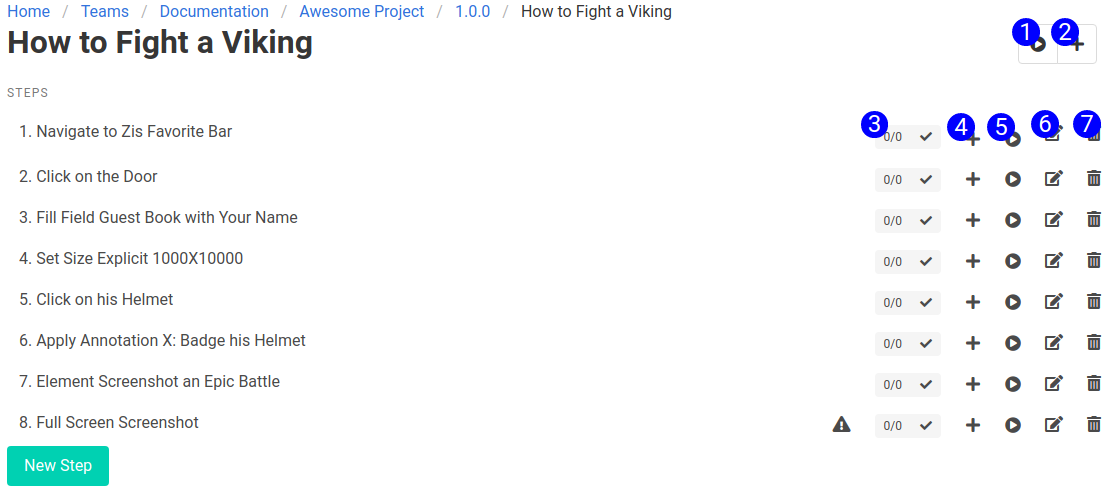 Home / Teams / Documentation / Awesome Project / 1.0.0 / How to Fight a Viking
How to Fight a Viking
1 2
STEPS
1. Navigate to Zis Favorite Bar 3 0/0 4 5 6 7
2. Click on the Door 0/0
3. Fill Field Guest Book with Your Name 0/0
4. Set Size Explicit 1000X10000 0/0
5. Click on his Helmet 0/0
6. Apply Annotation X: Badge his Helmet 0/0
7. Element Screenshot an Epic Battle 0/0
8. Full Screen Screenshot 0/0
New Step